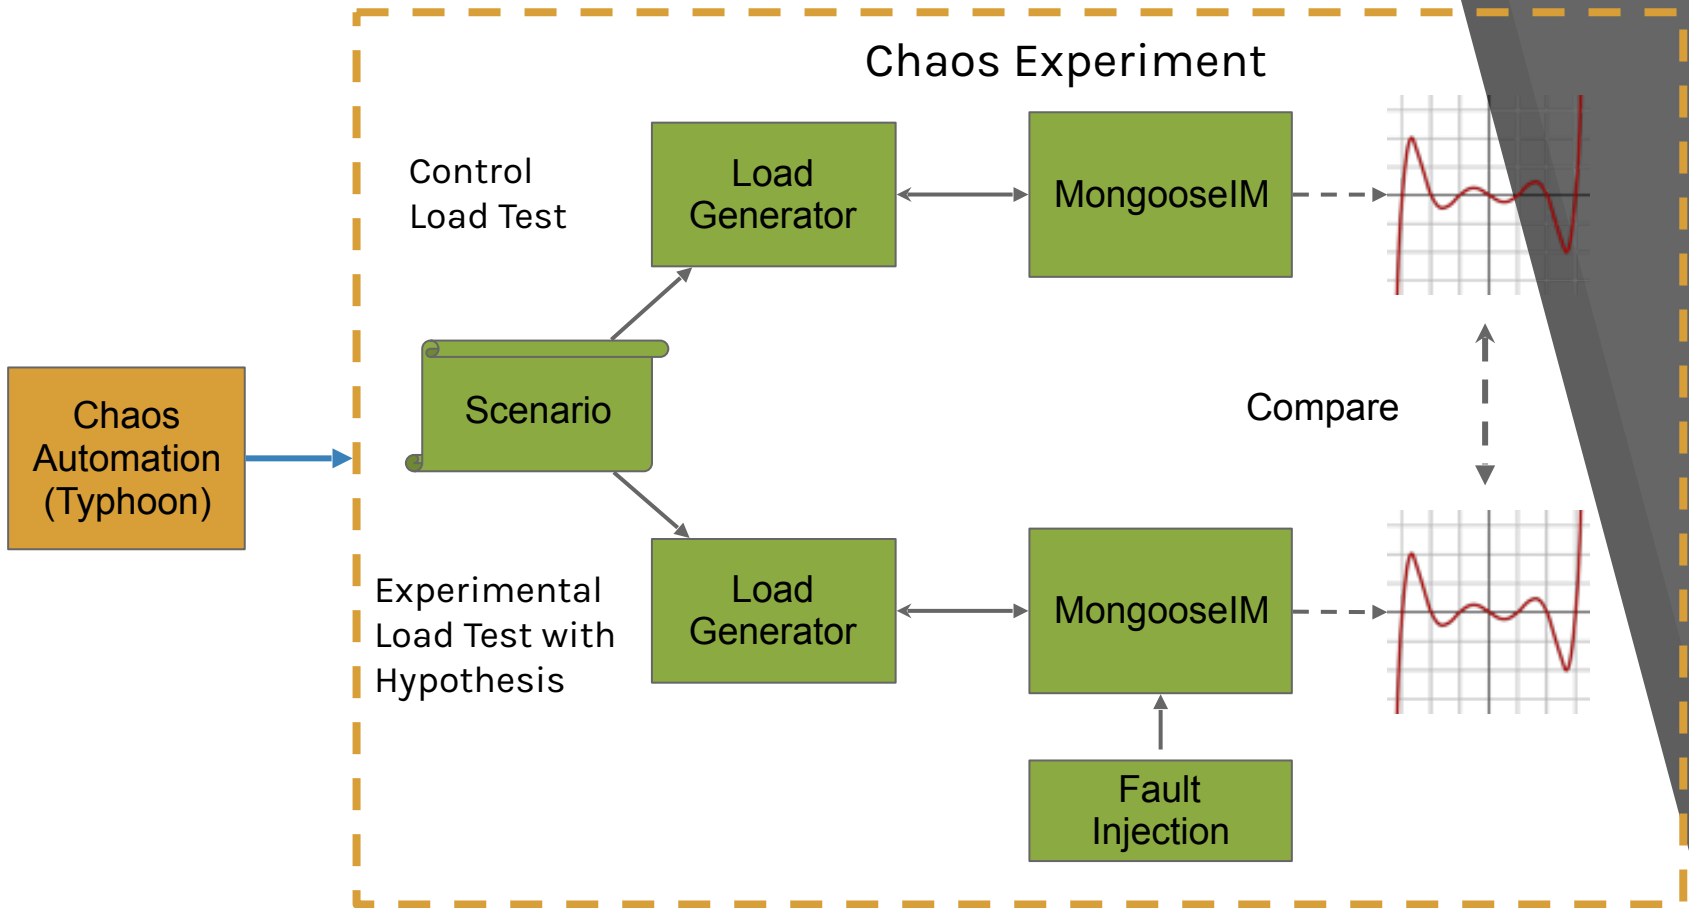 Chaos Experiment
Control
Load Test
Load
Generator
MongooseIM
Scenario
Chaos
Automation
(Typhoon)
Compare
Experimental
Load Test with
Hypothesis
Load
Generator
MongooseIM
Fault
Injection